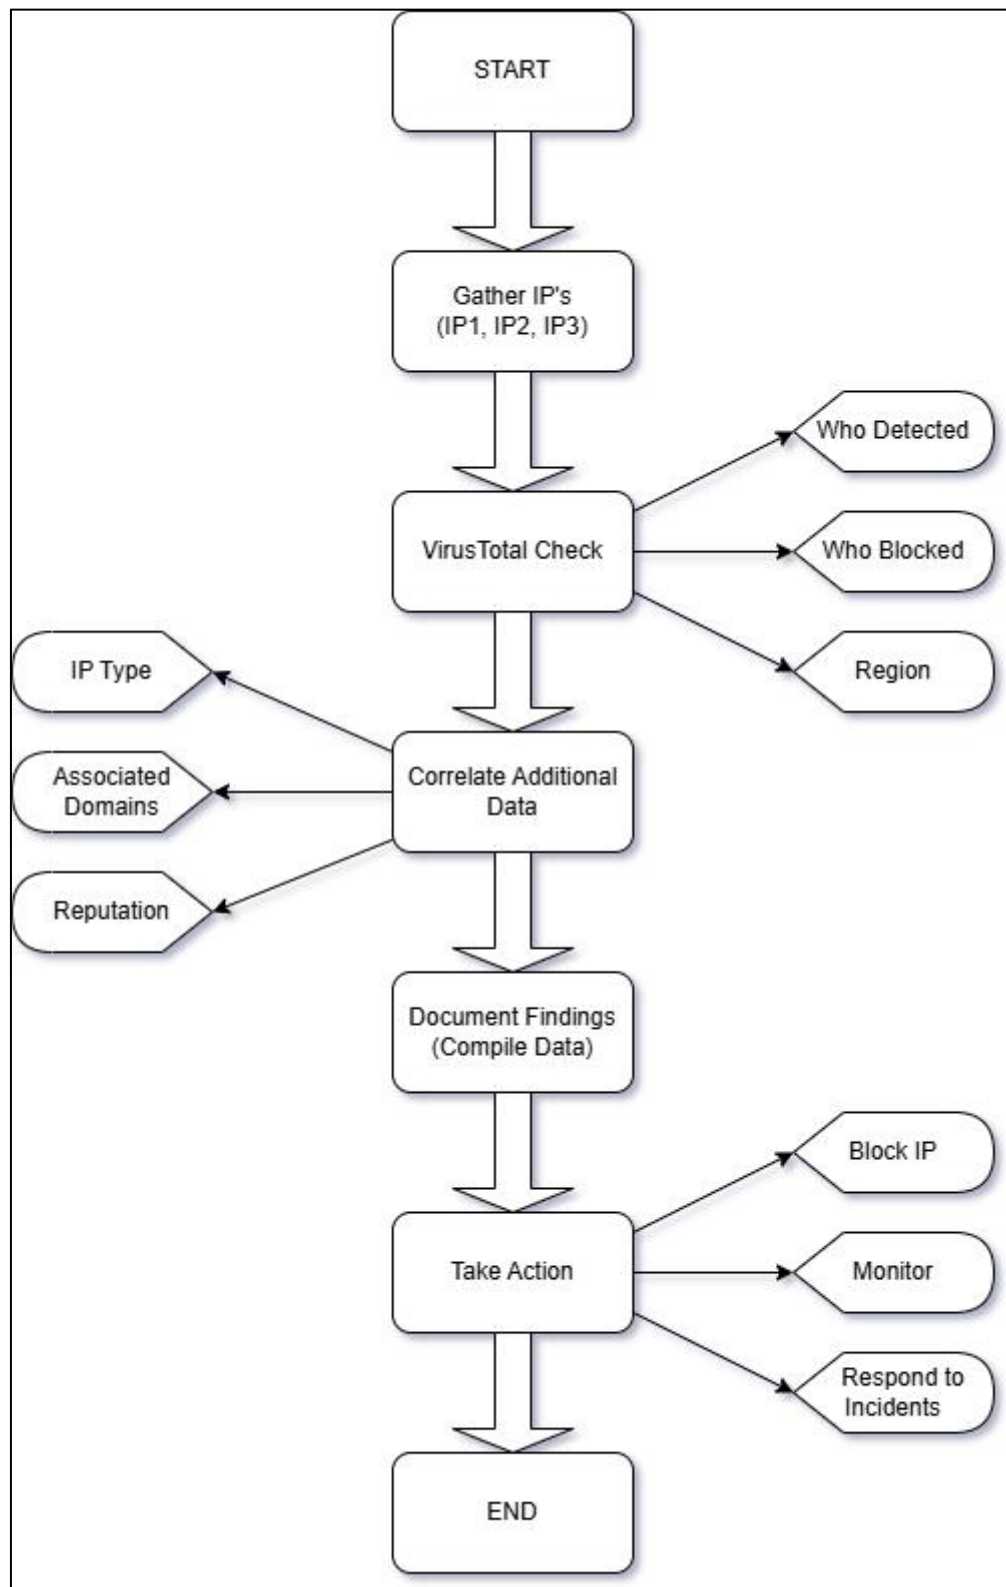 START
Gather IP's
(IP1, IP2, IP3)
VirusTotal Check
Who Detected
Who Blocked
Region
Correlate Additional
Data
IP Type
Associated
Domains
Reputation
Document Findings
(Compile Data)
Take Action
Block IP
Monitor
Respond to
Incidents
END